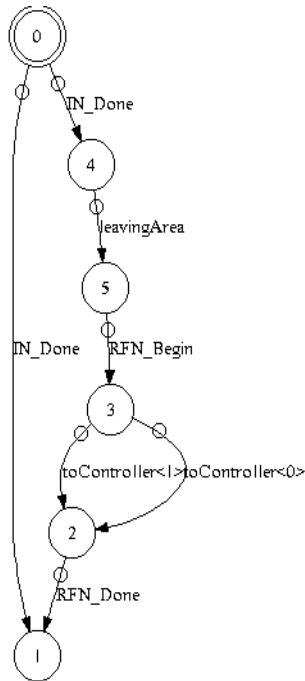 0
IN_Done
4
leavingArea
5
IN_Done
RFN_Begin
3
toController<1>
toController<0>
2
RFN_Done
1